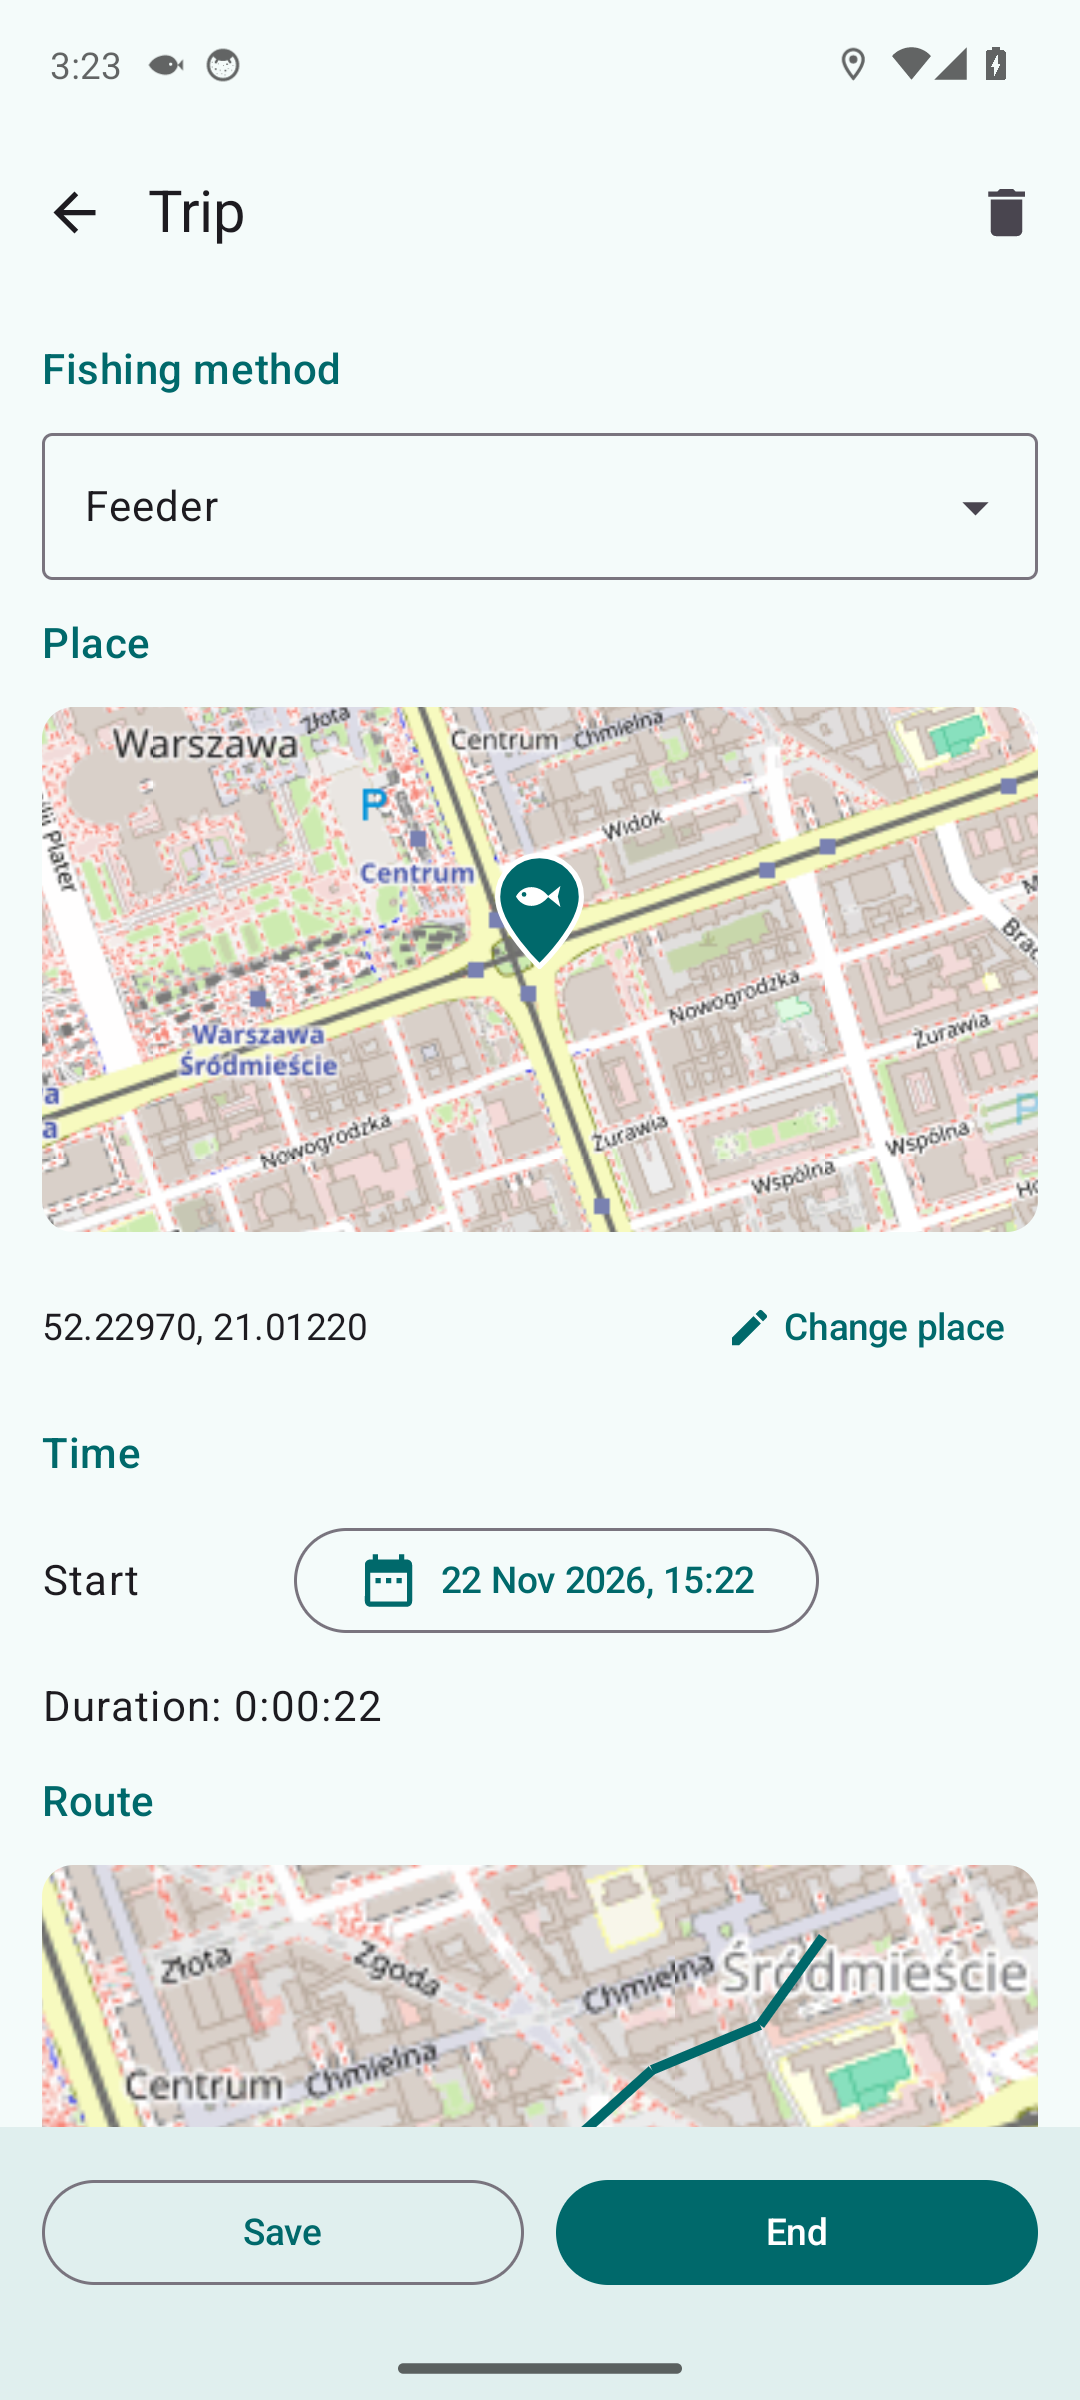 3:23
Trip
Fishing method
Feeder
Place
Warszawa
Złota
Centrum
Chmielna
P
Widok
Centrum
Nowogrodzka
Żurawia
Warszawa
Śródmieście
a
a
Nowogrodzka
Żurawia
Wspólna
Wspólna
P
52.22970, 21.01220
Change place
Time
Start
22 Nov 2026, 15:22
Duration: 0:00:22
Route
Złota
Zgoda
Chmielna
Śródmieście
Centrum
Chmielna
Save
End